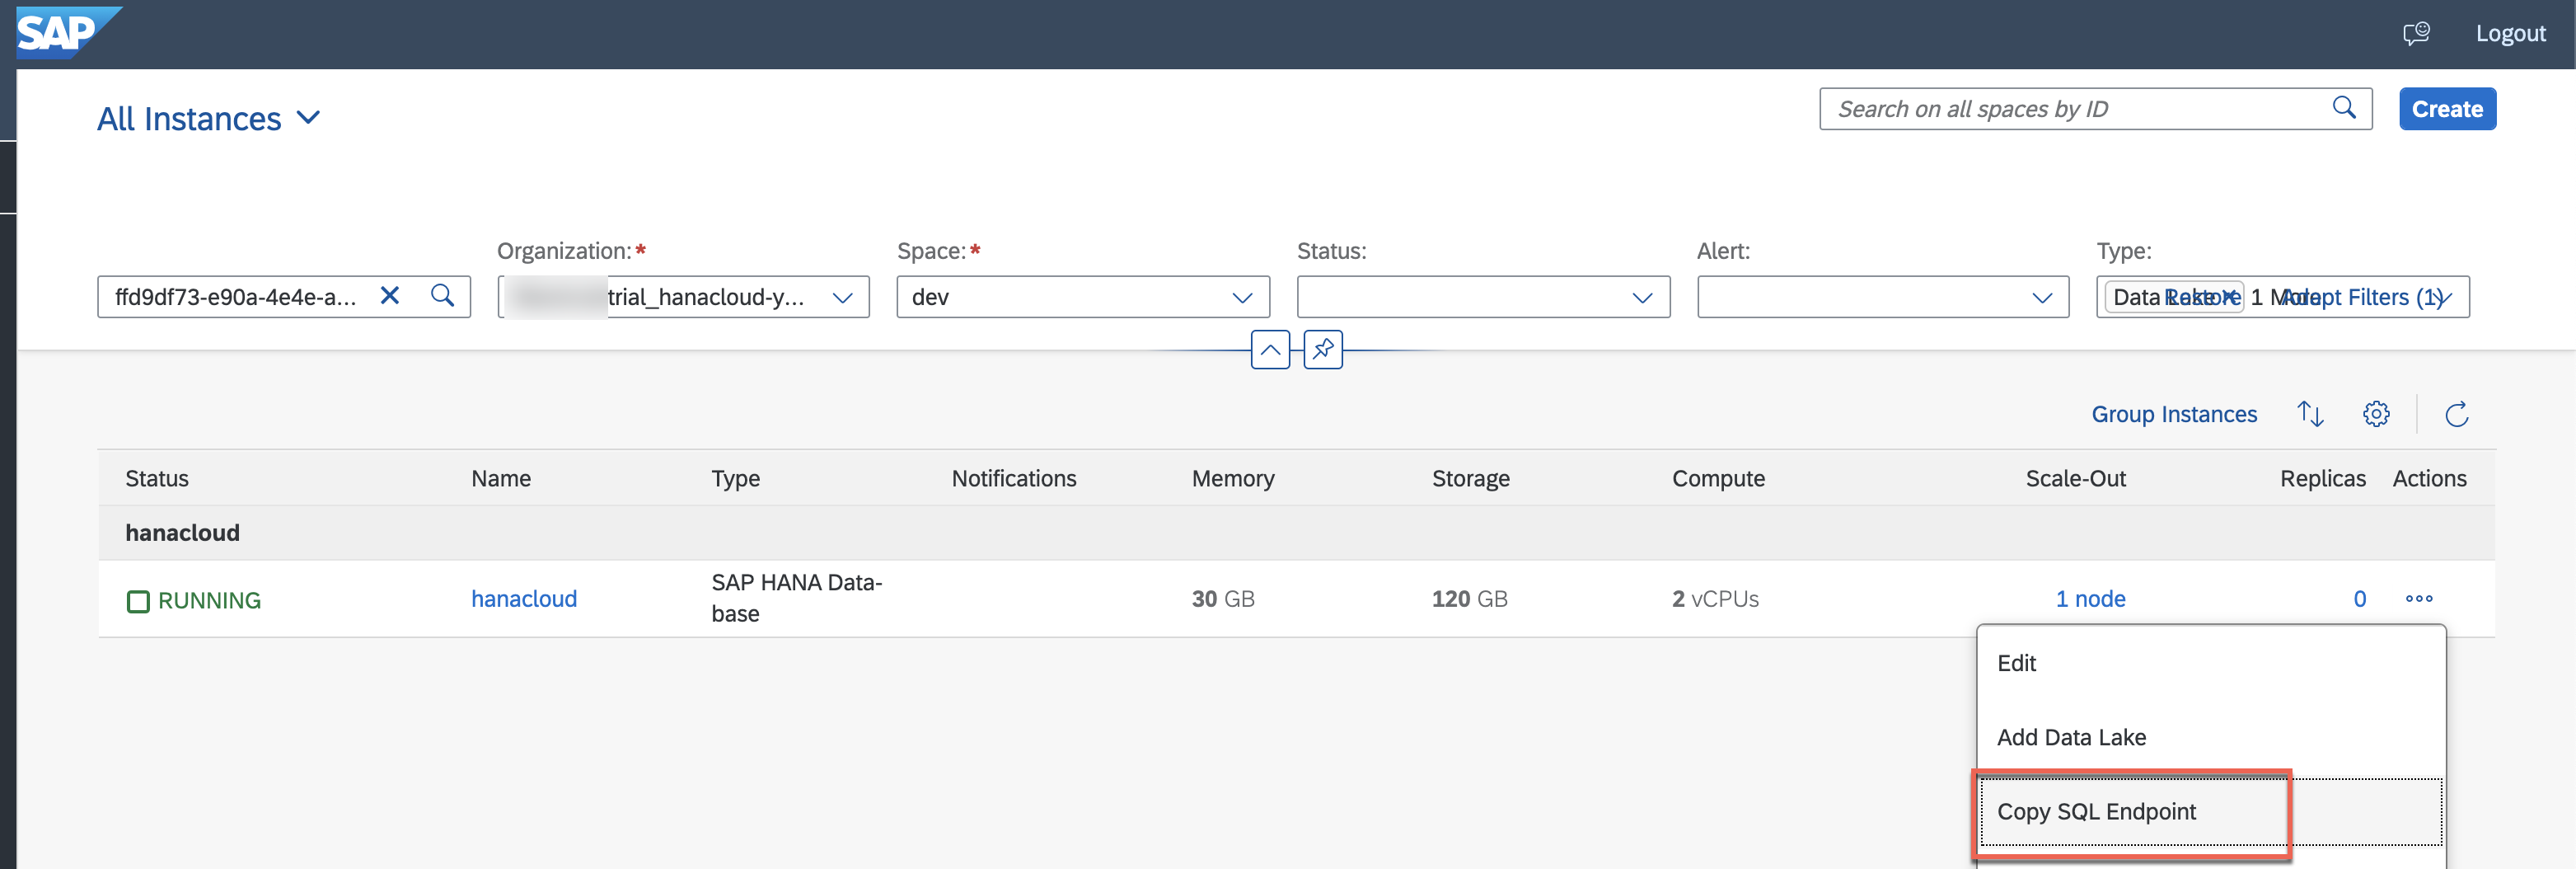 SAP
Logout
All Instances
Search on all spaces by ID
Create
Organization:*
Space:*
Status:
Alert:
Type:
ffd9df73-e90a-4e4e-a...
trial_hanacloud-y...
dev
Data Lake
Restore
1 More
Adapt Filters (1)
Group Instances
Status
Name
Type
Notifications
Memory
Storage
Compute
Scale-Out
Replicas
Actions
hanacloud
RUNNING
hanacloud
SAP HANA Data-
base
30 GB
120 GB
2 vCPUs
1 node
0
Edit
Add Data Lake
Copy SQL Endpoint